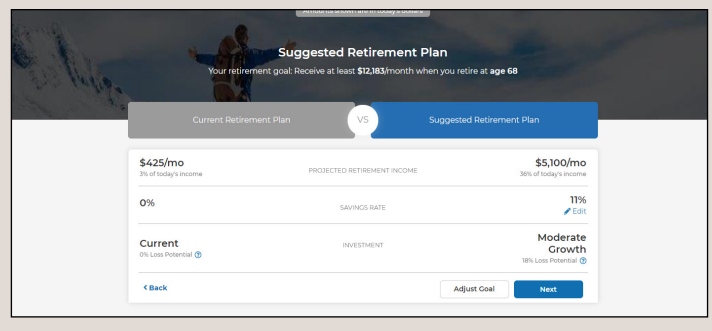 Amounts shown are in today's dollars
Suggested Retirement Plan
Your retirement goal: Receive at least $12,183/month when you retire at age 68
Current Retirement Plan
VS
Suggested Retirement Plan
$425/mo
3% of today's income
PROJECTED RETIREMENT INCOME
$5,100/mo
36% of today's income
0%
SAVINGS RATE
11%
Edit
Current
0% Loss Potential ?
INVESTMENT
Moderate
Growth
18% Loss Potential ?
< Back
Adjust Goal
Next